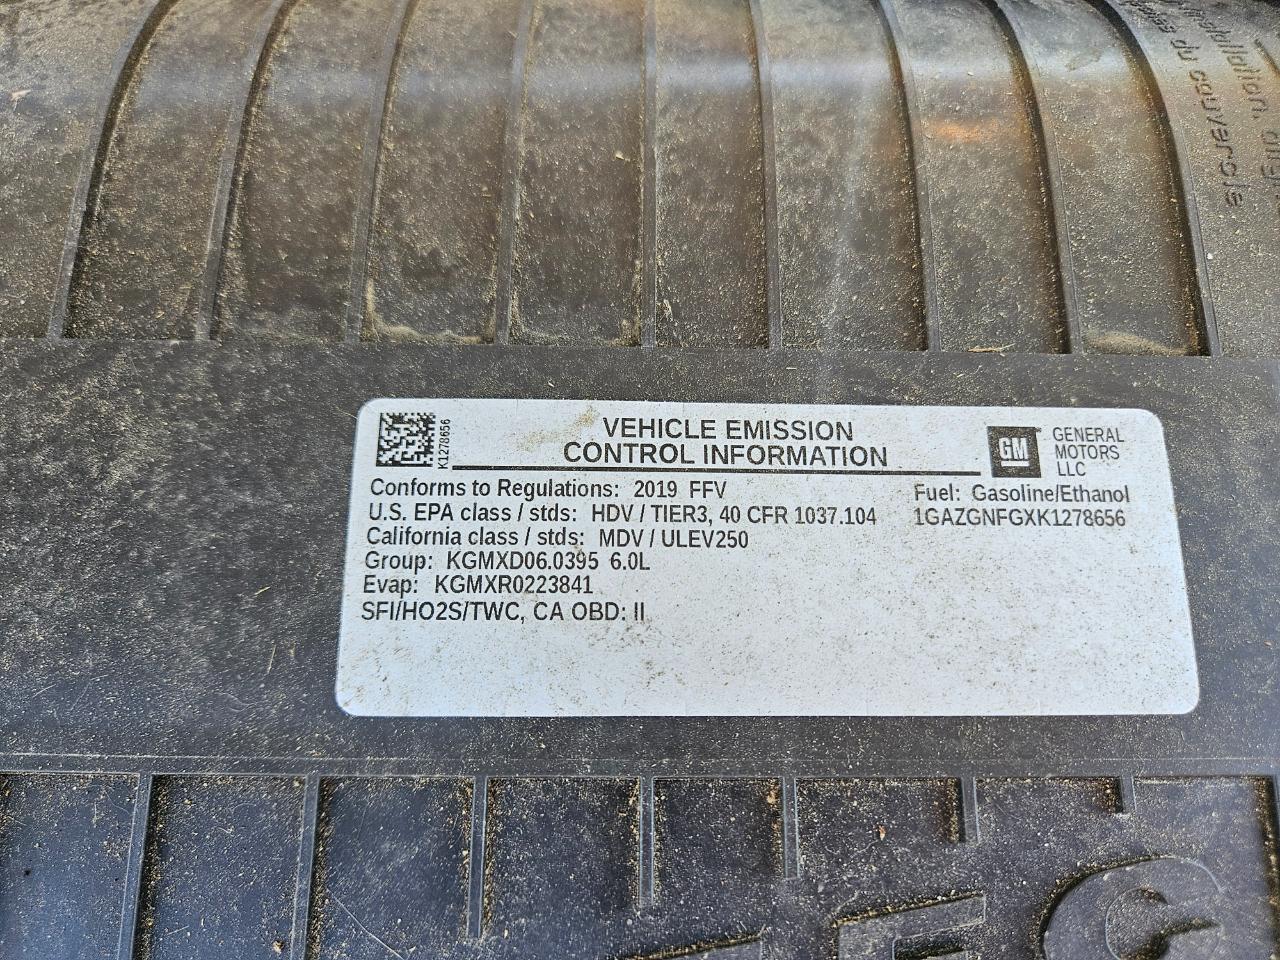 couvercle
K1278656
VEHICLE EMISSION
CONTROL INFORMATION
GM
GENERAL
MOTORS
LLC
Conforms to Regulations: 2019 FFV
Fuel: Gasoline/Ethanol
U.S. EPA class / stds: HDV / TIER3, 40 CFR 1037.104
1GAZGNFGXK1278656
California class / stds: MDV / ULEV250
Group: KGMXD06.0395 6.0L
Evap: KGMXR0223841
SFI/HO2S/TWC, CA OBD: II